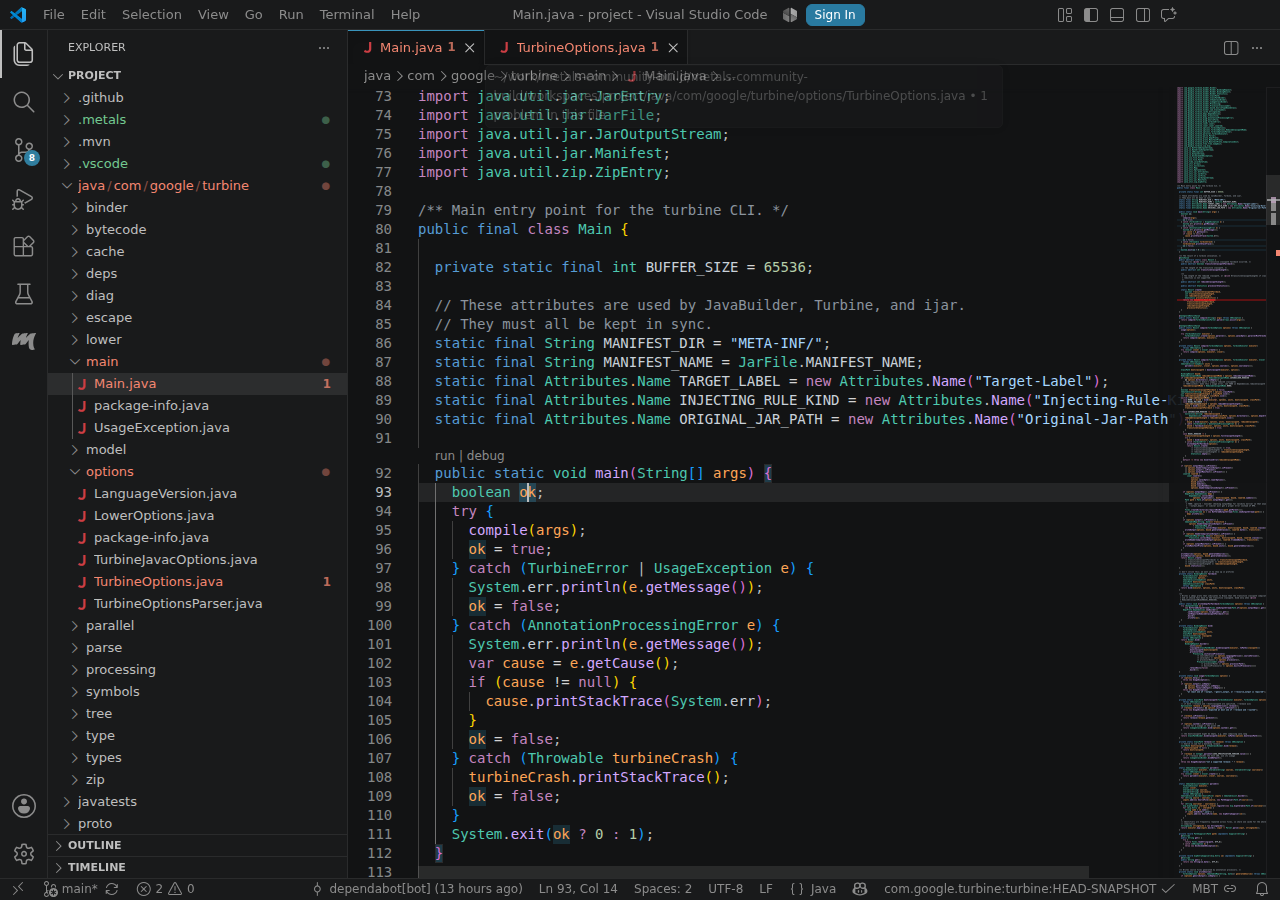 File Edit Selection View Go Run Terminal Help Main.java - project - Visual Studio Code Sign In
EXPLORER
Main.java 1
TurbineOptions.java 1
PROJECT
.github
.metals
.mvn
.vscode
java/com/google/turbine
binder
bytecode
cache
deps
diag
escape
lower
main
Main.java 1
package-info.java
UsageException.java
model
options
LanguageVersion.java
LowerOptions.java
package-info.java
TurbineJavacOptions.java
TurbineOptions.java 1
TurbineOptionsParser.java
parallel
parse
processing
symbols
tree
type
types
zip
javatests
proto
OUTLINE
TIMELINE
8
java > com > google > turbine > main > Main.java
73 import java.util.jar.JarEntry;
74 import java.util.jar.JarFile;
75 import java.util.jar.JarOutputStream;
76 import java.util.jar.Manifest;
77 import java.util.zip.ZipEntry;
78
79 /** Main entry point for the turbine CLI. */
80 public final class Main {
81
82 private static final int BUFFER_SIZE = 65536;
83
84 // These attributes are used by JavaBuilder, Turbine, and ijar.
85 // They must all be kept in sync.
86 static final String MANIFEST_DIR = "META-INF/";
87 static final String MANIFEST_NAME = JarFile.MANIFEST_NAME;
88 static final Attributes.Name TARGET_LABEL = new Attributes.Name("Target-Label");
89 static final Attributes.Name INJECTING_RULE_KIND = new Attributes.Name("Injecting-Rule-K
90 static final Attributes.Name ORIGINAL_JAR_PATH = new Attributes.Name("Original-Jar-Path
91
run | debug
92 public static void main(String[] args) {
93 boolean ok;
94 try {
95 compile(args);
96 ok = true;
97 } catch (TurbineError | UsageException e) {
98 System.err.println(e.getMessage());
99 ok = false;
100 } catch (AnnotationProcessingError e) {
101 System.err.println(e.getMessage());
102 var cause = e.getCause();
103 if (cause != null) {
104 cause.printStackTrace(System.err);
105 }
106 ok = false;
107 } catch (Throwable turbineCrash) {
108 turbineCrash.printStackTrace();
109 ok = false;
110 }
111 System.exit(ok ? 0 : 1);
112 }
113
main* 2 0 dependabot[bot] (13 hours ago) Ln 93, Col 14 Spaces: 2 UTF-8 LF { } Java com.google.turbine:turbine:HEAD-SNAPSHOT MBT